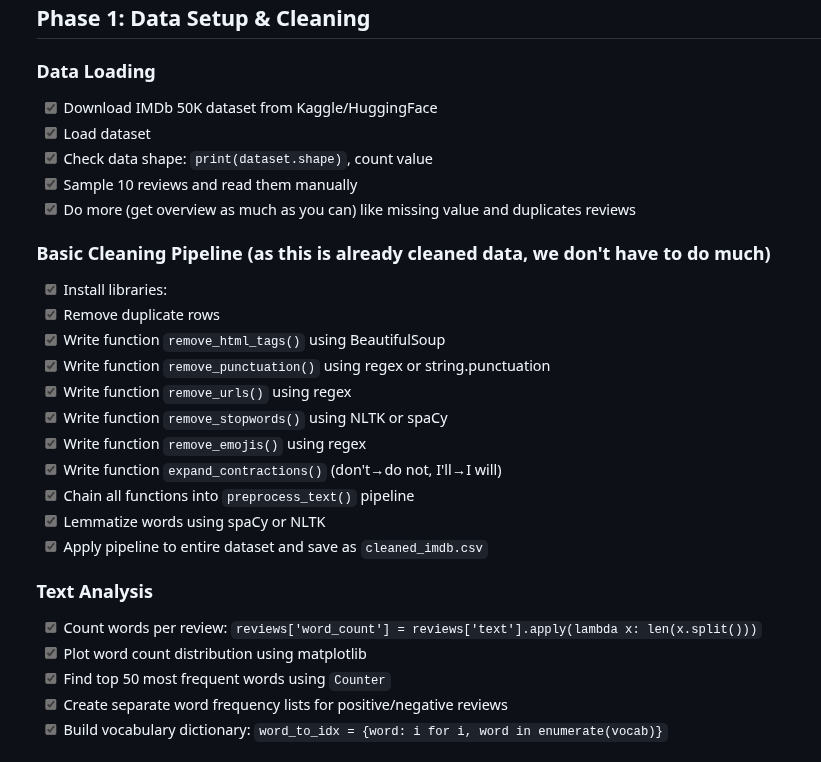 Phase 1: Data Setup & Cleaning
Data Loading
Download IMDb 50K dataset from Kaggle/HuggingFace
Load dataset
Check data shape: print(dataset.shape), count value
Sample 10 reviews and read them manually
Do more (get overview as much as you can) like missing value and duplicates reviews
Basic Cleaning Pipeline (as this is already cleaned data, we don't have to do much)
Install libraries:
Remove duplicate rows
Write function remove_html_tags() using BeautifulSoup
Write function remove_punctuation() using regex or string.punctuation
Write function remove_urls() using regex
Write function remove_stopwords() using NLTK or spaCy
Write function remove_emojis() using regex
Write function expand_contractions() (don't→do not, I'll→I will)
Chain all functions into preprocess_text() pipeline
Lemmatize words using spaCy or NLTK
Apply pipeline to entire dataset and save as cleaned_imdb.csv
Text Analysis
Count words per review: reviews['word_count'] = reviews['text'].apply(lambda x: len(x.split()))
Plot word count distribution using matplotlib
Find top 50 most frequent words using Counter
Create separate word frequency lists for positive/negative reviews
Build vocabulary dictionary: word_to_idx = {word: i for i, word in enumerate(vocab)}